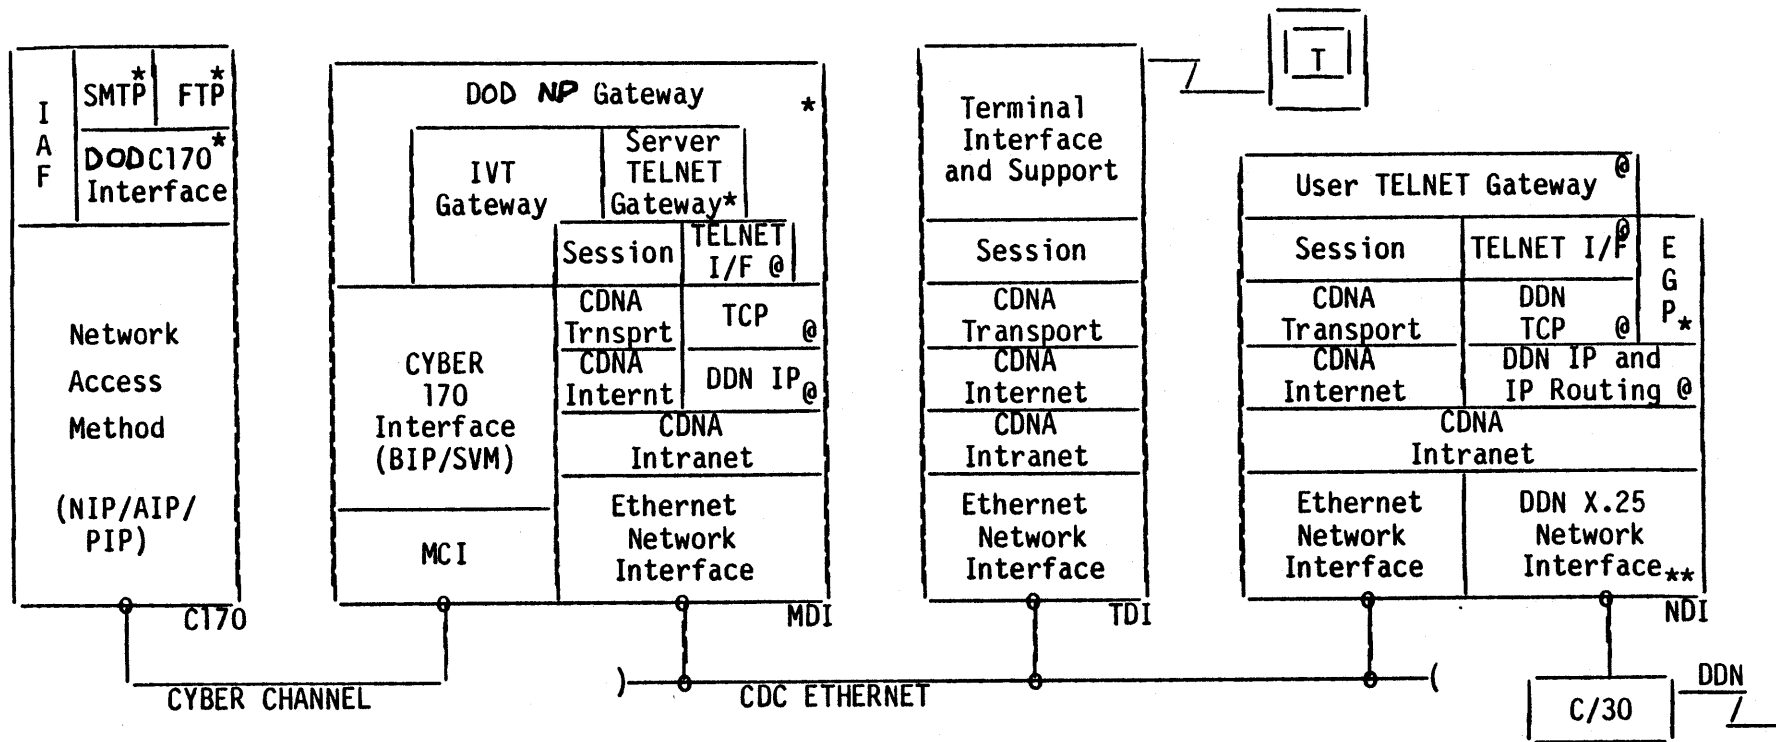 I
A
F
SMTP*
FTP*
DOD C170*
Interface
Network
Access
Method
(NIP/AIP/
PIP)
C170
DOD NP Gateway
*
IVT
Gateway
Server
TELNET
Gateway*
Session
TELNET
I/F @
CDNA
Trnsprt
TCP
@
CDNA
Internt
DDN IP@
CYBER
170
Interface
(BIP/SVM)
CDNA
Intranet
MCI
Ethernet
Network
Interface
MDI
Terminal
Interface
and Support
Session
CDNA
Transport
CDNA
Internet
CDNA
Intranet
Ethernet
Network
Interface
TDI
T
User TELNET Gateway @
Session
TELNET I/F @
E
G
P*
CDNA
Transport
DDN
TCP @
CDNA
Internet
DDN IP and
IP Routing @
CDNA
Intranet
Ethernet
Network
Interface
DDN X.25
Network
Interface**
NDI
CYBER CHANNEL
CDC ETHERNET
C/30
DDN